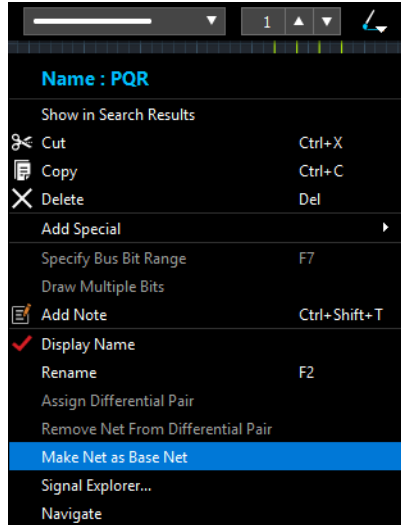 1
Name : PQR
Show in Search Results
Cut Ctrl+X
Copy Ctrl+C
Delete Del
Add Special
Specify Bus Bit Range F7
Draw Multiple Bits
Add Note Ctrl+Shift+T
Display Name
Rename F2
Assign Differential Pair
Remove Net From Differential Pair
Make Net as Base Net
Signal Explorer...
Navigate